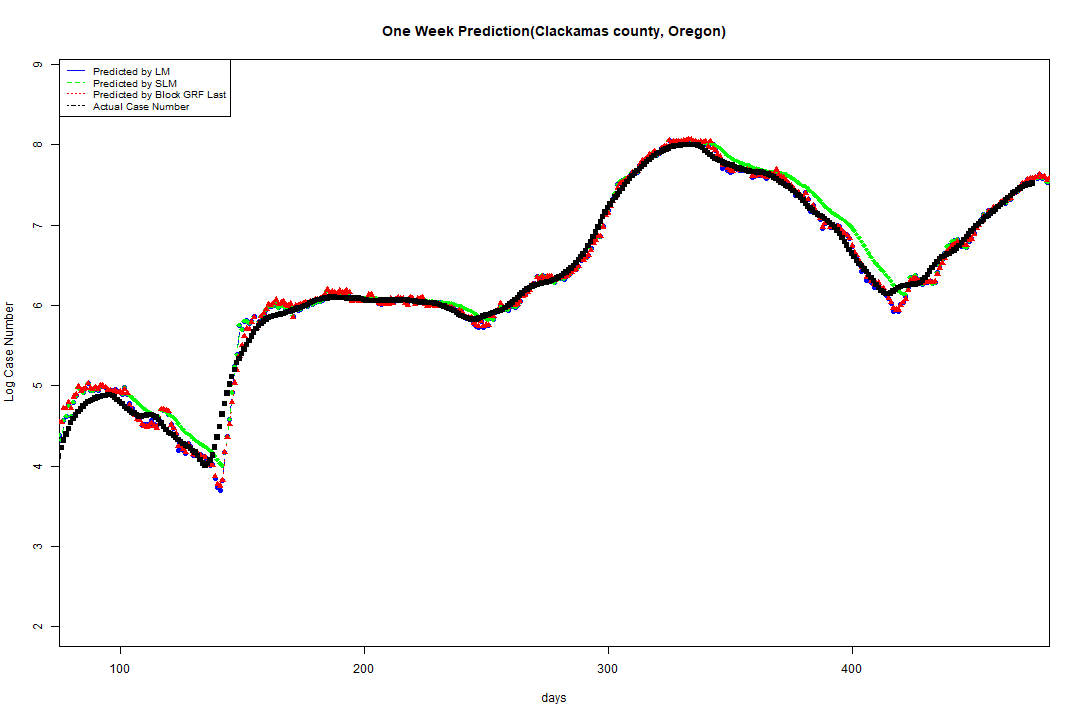 One Week Prediction(Clackamas county, Oregon)
Predicted by LM
Predicted by SLM
Predicted by Block GRF Last
Actual Case Number
9
8
7
6
5
4
3
2
Log Case Number
100 200 300 400
days